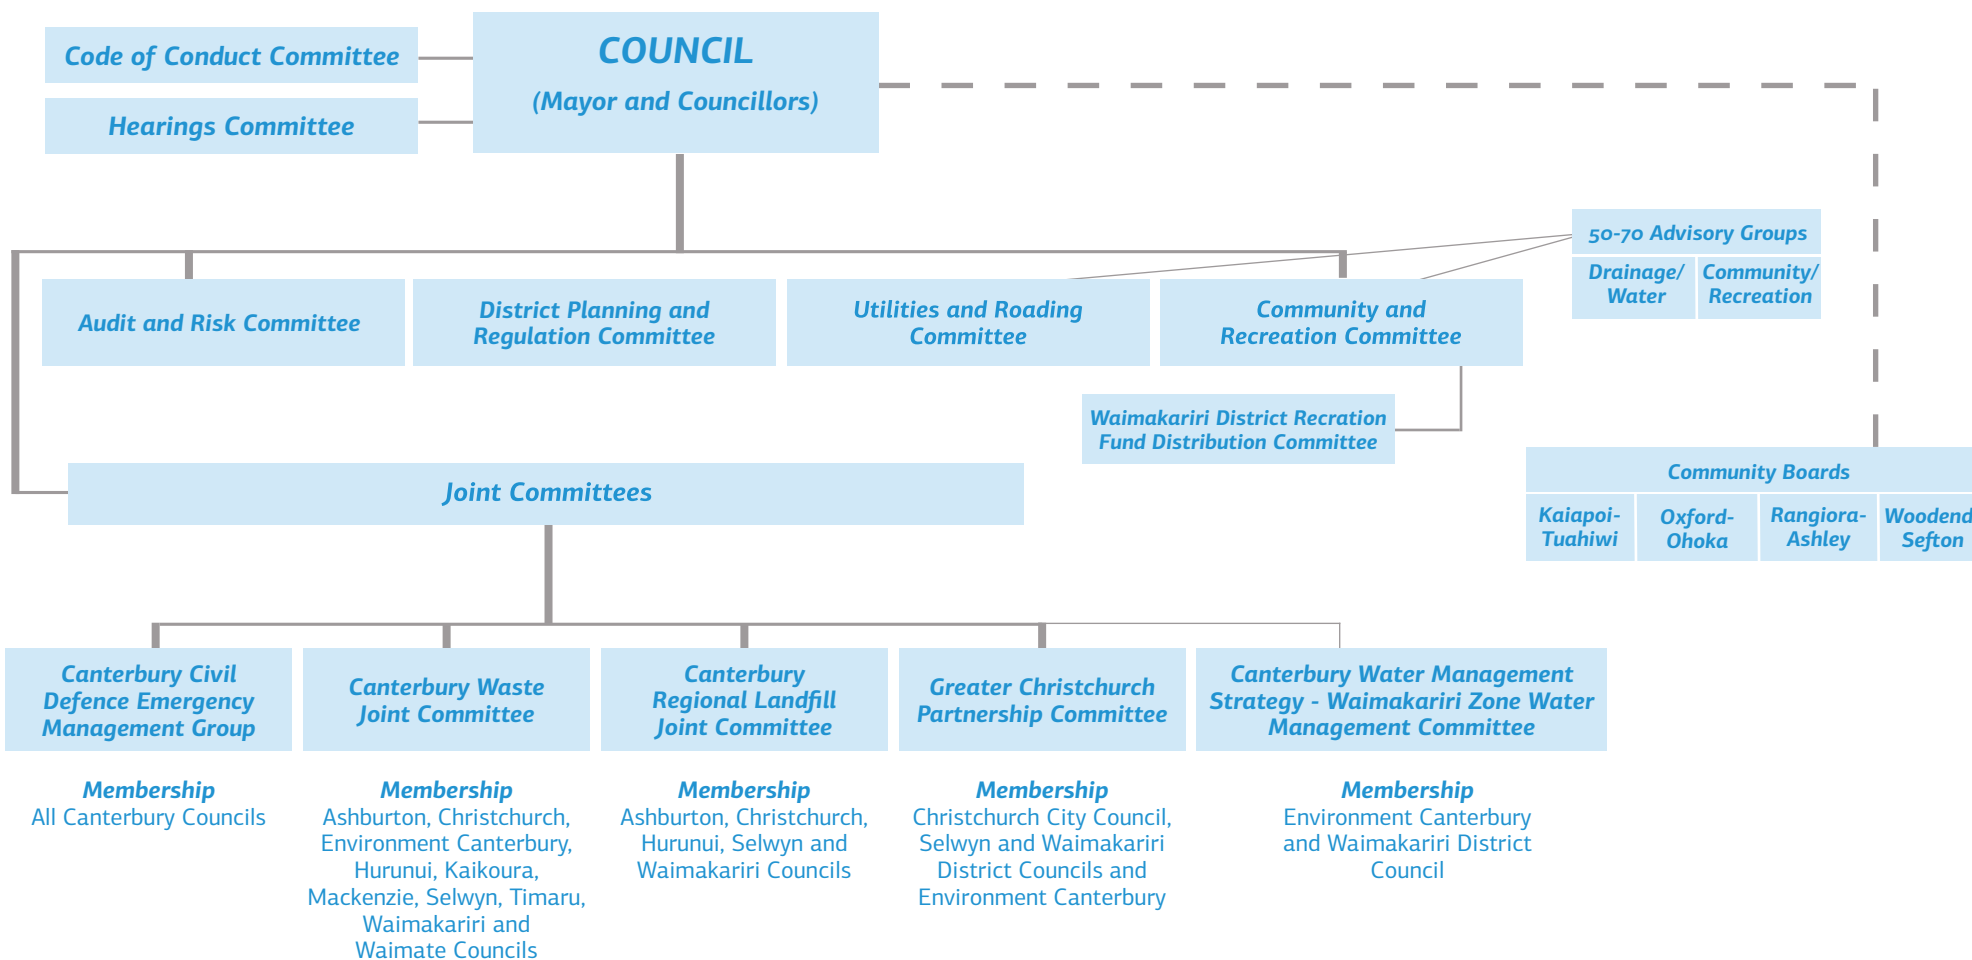 Code of Conduct Committee
Hearings Committee
COUNCIL
(Mayor and Councillors)
50-70 Advisory Groups
Drainage/
Water
Community/
Recreation
Audit and Risk Committee
District Planning and
Regulation Committee
Utilities and Roading
Committee
Community and
Recreation Committee
Waimakariri District Recration
Fund Distribution Committee
Joint Committees
Community Boards
Kaiapoi-
Tuahiwi
Oxford-
Ohoka
Rangiora-
Ashley
Woodend
Sefton
Canterbury Civil
Defence Emergency
Management Group
Membership
All Canterbury Councils
Canterbury Waste
Joint Committee
Membership
Ashburton, Christchurch,
Environment Canterbury,
Hurunui, Kaikoura,
Mackenzie, Selwyn, Timaru,
Waimakariri and
Waimate Councils
Canterbury
Regional Landfill
Joint Committee
Membership
Ashburton, Christchurch,
Hurunui, Selwyn and
Waimakariri Councils
Greater Christchurch
Partnership Committee
Membership
Christchurch City Council,
Selwyn and Waimakariri
District Councils and
Environment Canterbury
Canterbury Water Management
Strategy - Waimakariri Zone Water
Management Committee
Membership
Environment Canterbury
and Waimakariri District
Council